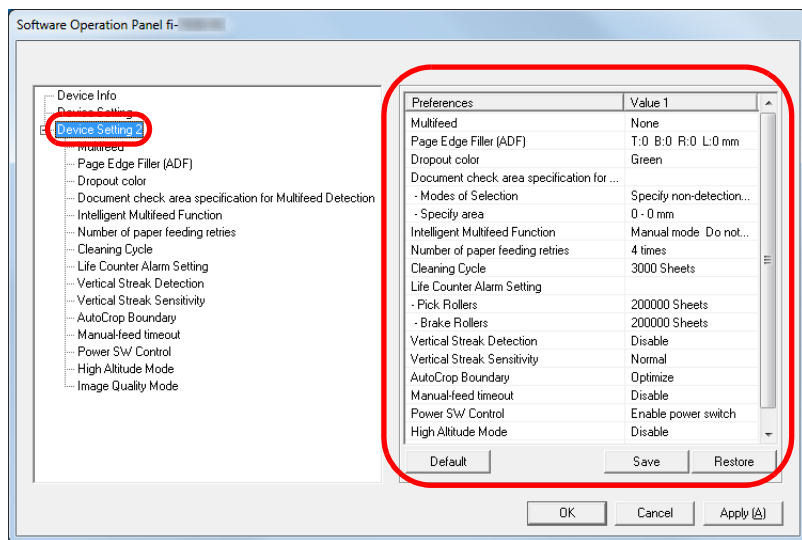 Software Operation Panel fi-
Device Info
Device Setting
Device Setting 2
Multifeed
Page Edge Filler (ADF)
Dropout color
Document check area specification for Multifeed Detection
Intelligent Multifeed Function
Number of paper feeding retries
Cleaning Cycle
Life Counter Alarm Setting
Vertical Streak Detection
Vertical Streak Sensitivity
AutoCrop Boundary
Manual-feed timeout
Power SW Control
High Altitude Mode
Image Quality Mode
Preferences Value 1
Multifeed None
Page Edge Filler (ADF) T:0 B:0 R:0 L:0 mm
Dropout color Green
Document check area specification for ...
- Modes of Selection Specify non-detection...
- Specify area 0 - 0 mm
Intelligent Multifeed Function Manual mode Do not...
Number of paper feeding retries 4 times
Cleaning Cycle 3000 Sheets
Life Counter Alarm Setting
- Pick Rollers 200000 Sheets
- Brake Rollers 200000 Sheets
Vertical Streak Detection Disable
Vertical Streak Sensitivity Normal
AutoCrop Boundary Optimize
Manual-feed timeout Disable
Power SW Control Enable power switch
High Altitude Mode Disable
Default Save Restore
OK Cancel Apply (A)